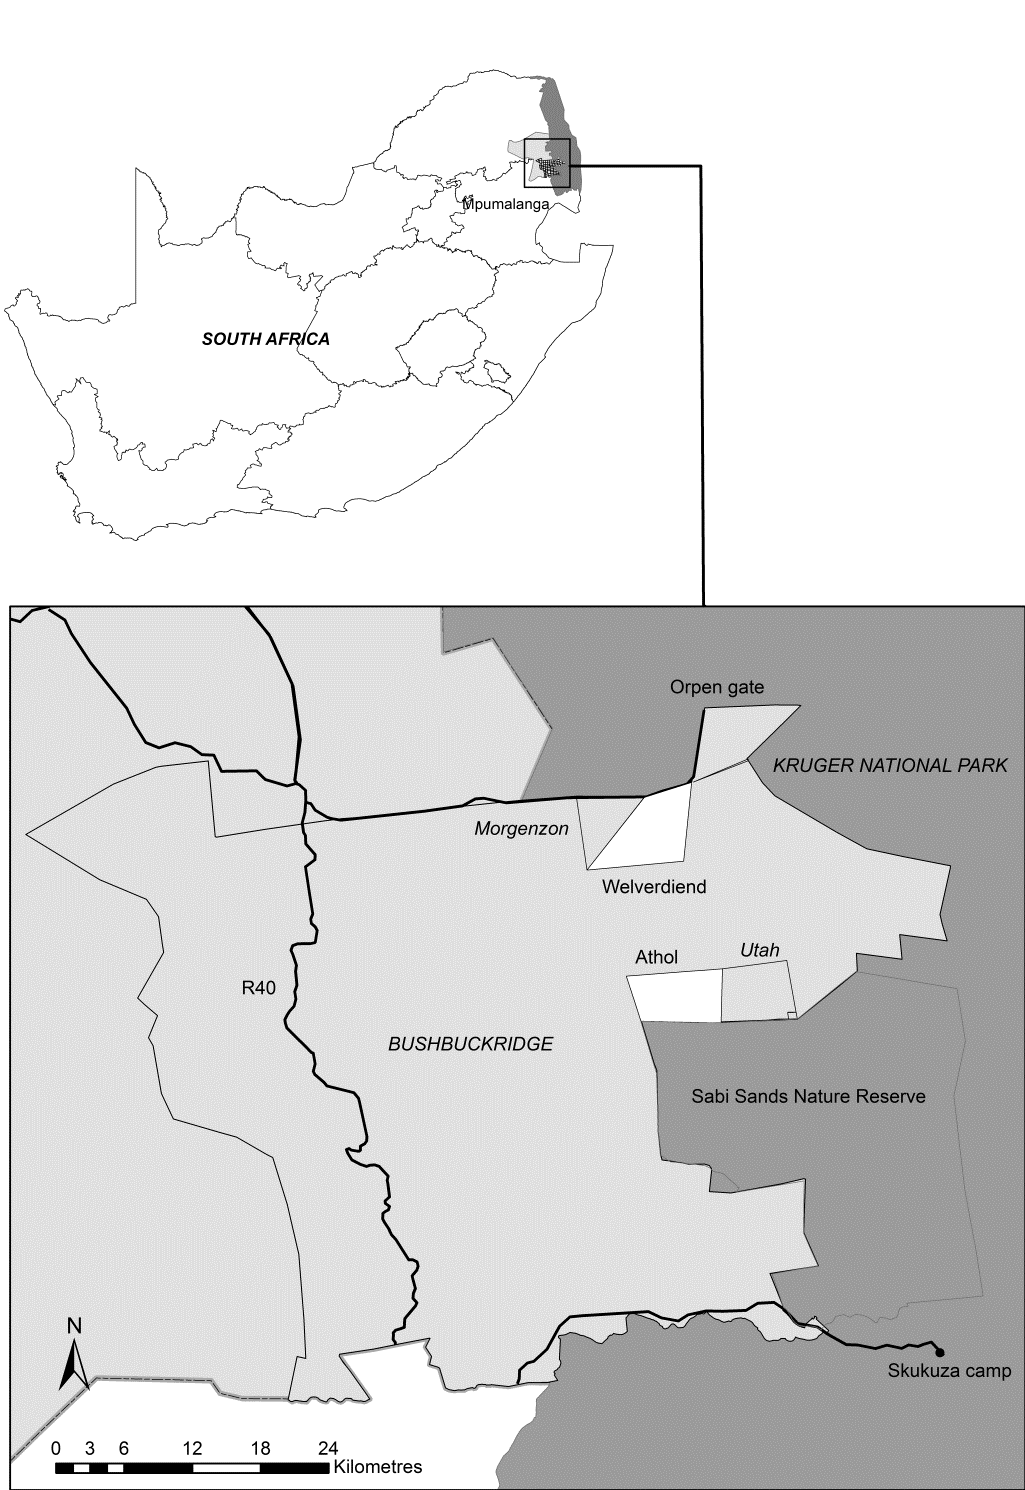 Mpumalanga
SOUTH AFRICA
Orpen gate
KRUGER NATIONAL PARK
Morgenzon
Welverdiend
Athol
Utah
R40
BUSHBUCKRIDGE
Sabi Sands Nature Reserve
N
Skukuza camp
0 3 6 12 18 24
Kilometres